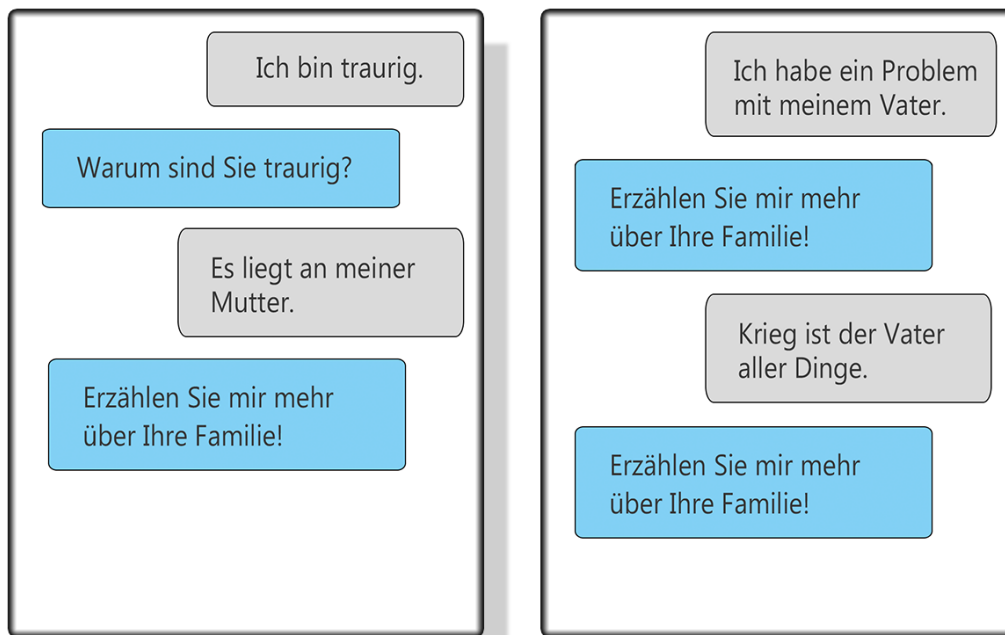 Ich bin traurig.
Warum sind Sie traurig?
Es liegt an meiner
Mutter.
Erzählen Sie mir mehr
über Ihre Familie!
Ich habe ein Problem
mit meinem Vater.
Erzählen Sie mir mehr
über Ihre Familie!
Krieg ist der Vater
aller Dinge.
Erzählen Sie mir mehr
über Ihre Familie!